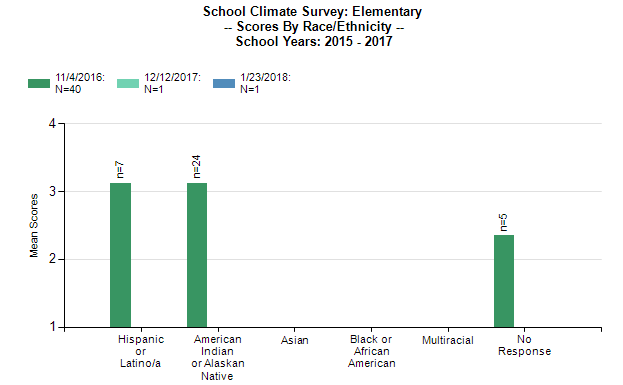 School Climate Survey: Elementary
-- Scores By Race/Ethnicity --
School Years: 2015 - 2017
11/4/2016:
N=40
12/12/2017:
N=1
1/23/2018:
N=1
4
3
2
1
Mean Scores
n=7
n=24
n=5
Hispanic
or
Latino/a
American
Indian
or Alaskan
Native
Asian
Black or
African
American
Multiracial
No
Response